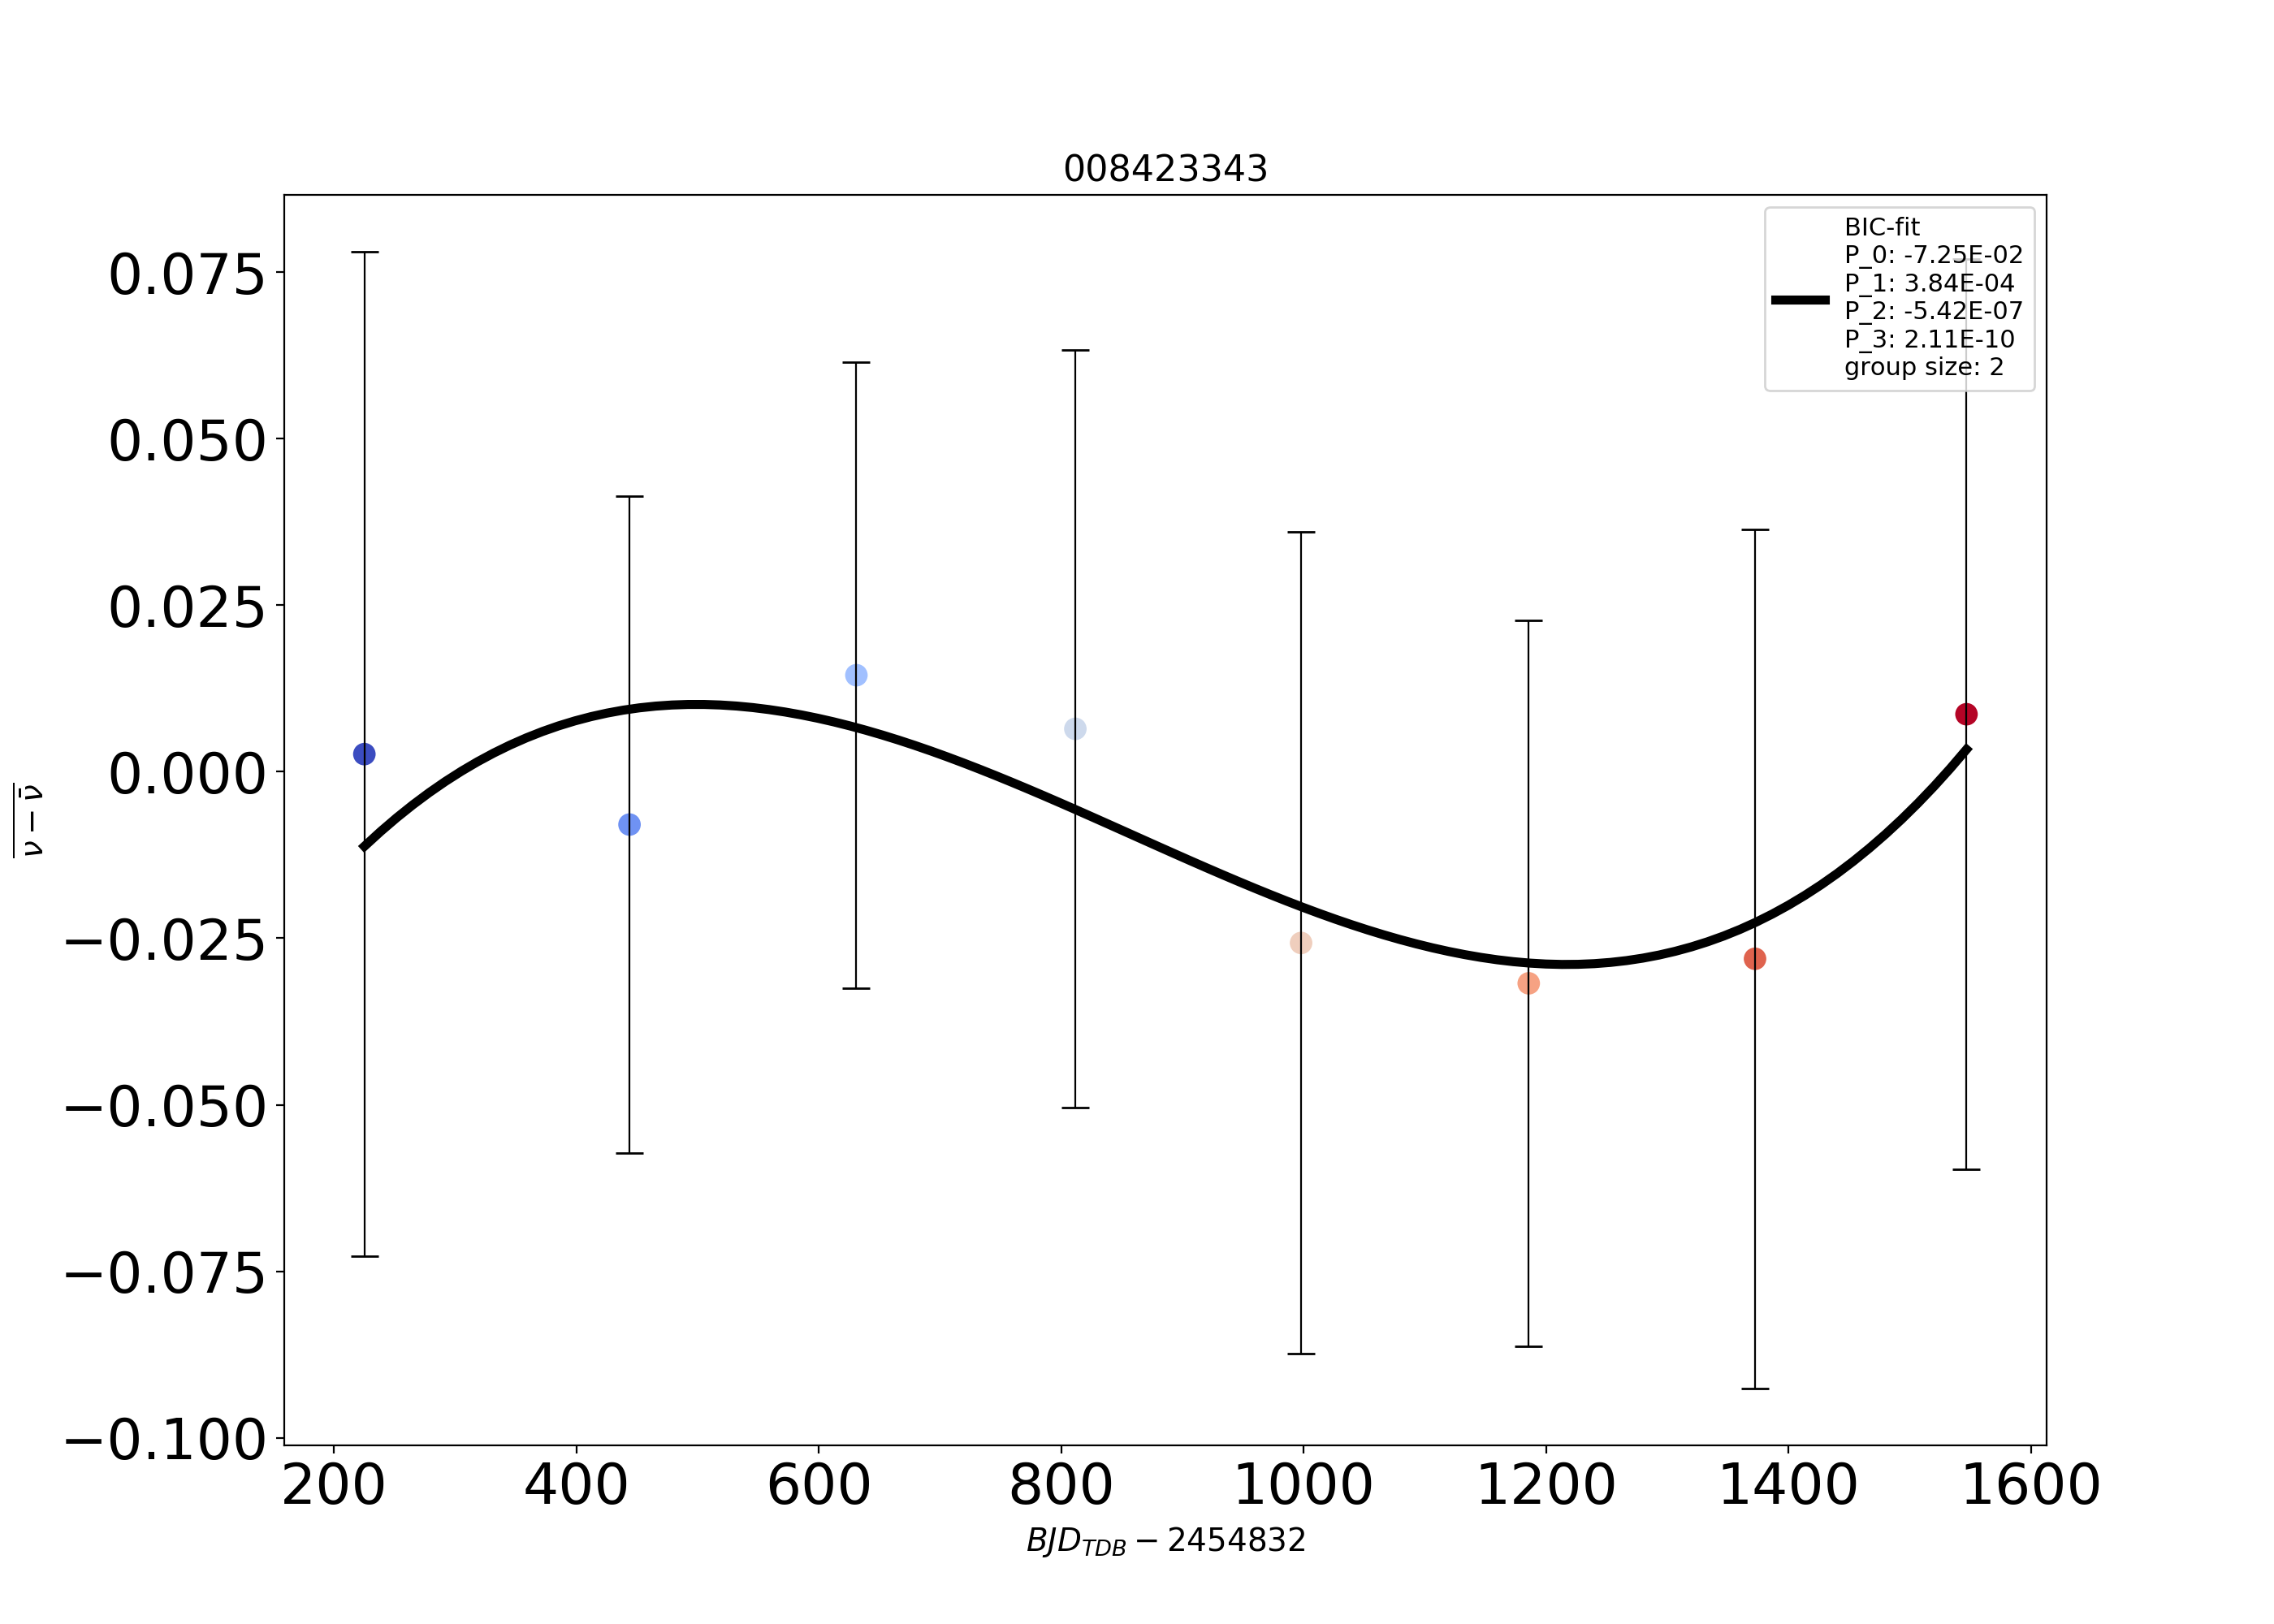 008423343
BIC-fit
P_0: -7.25E-02
P_1: 3.84E-04
P_2: -5.42E-07
P_3: 2.11E-10
group size: 2
0.075
0.050
0.025
0.000
−0.025
−0.050
−0.075
−0.100
ν − ν̄
200 400 600 800 1000 1200 1400 1600
BJD_TDB − 2454832